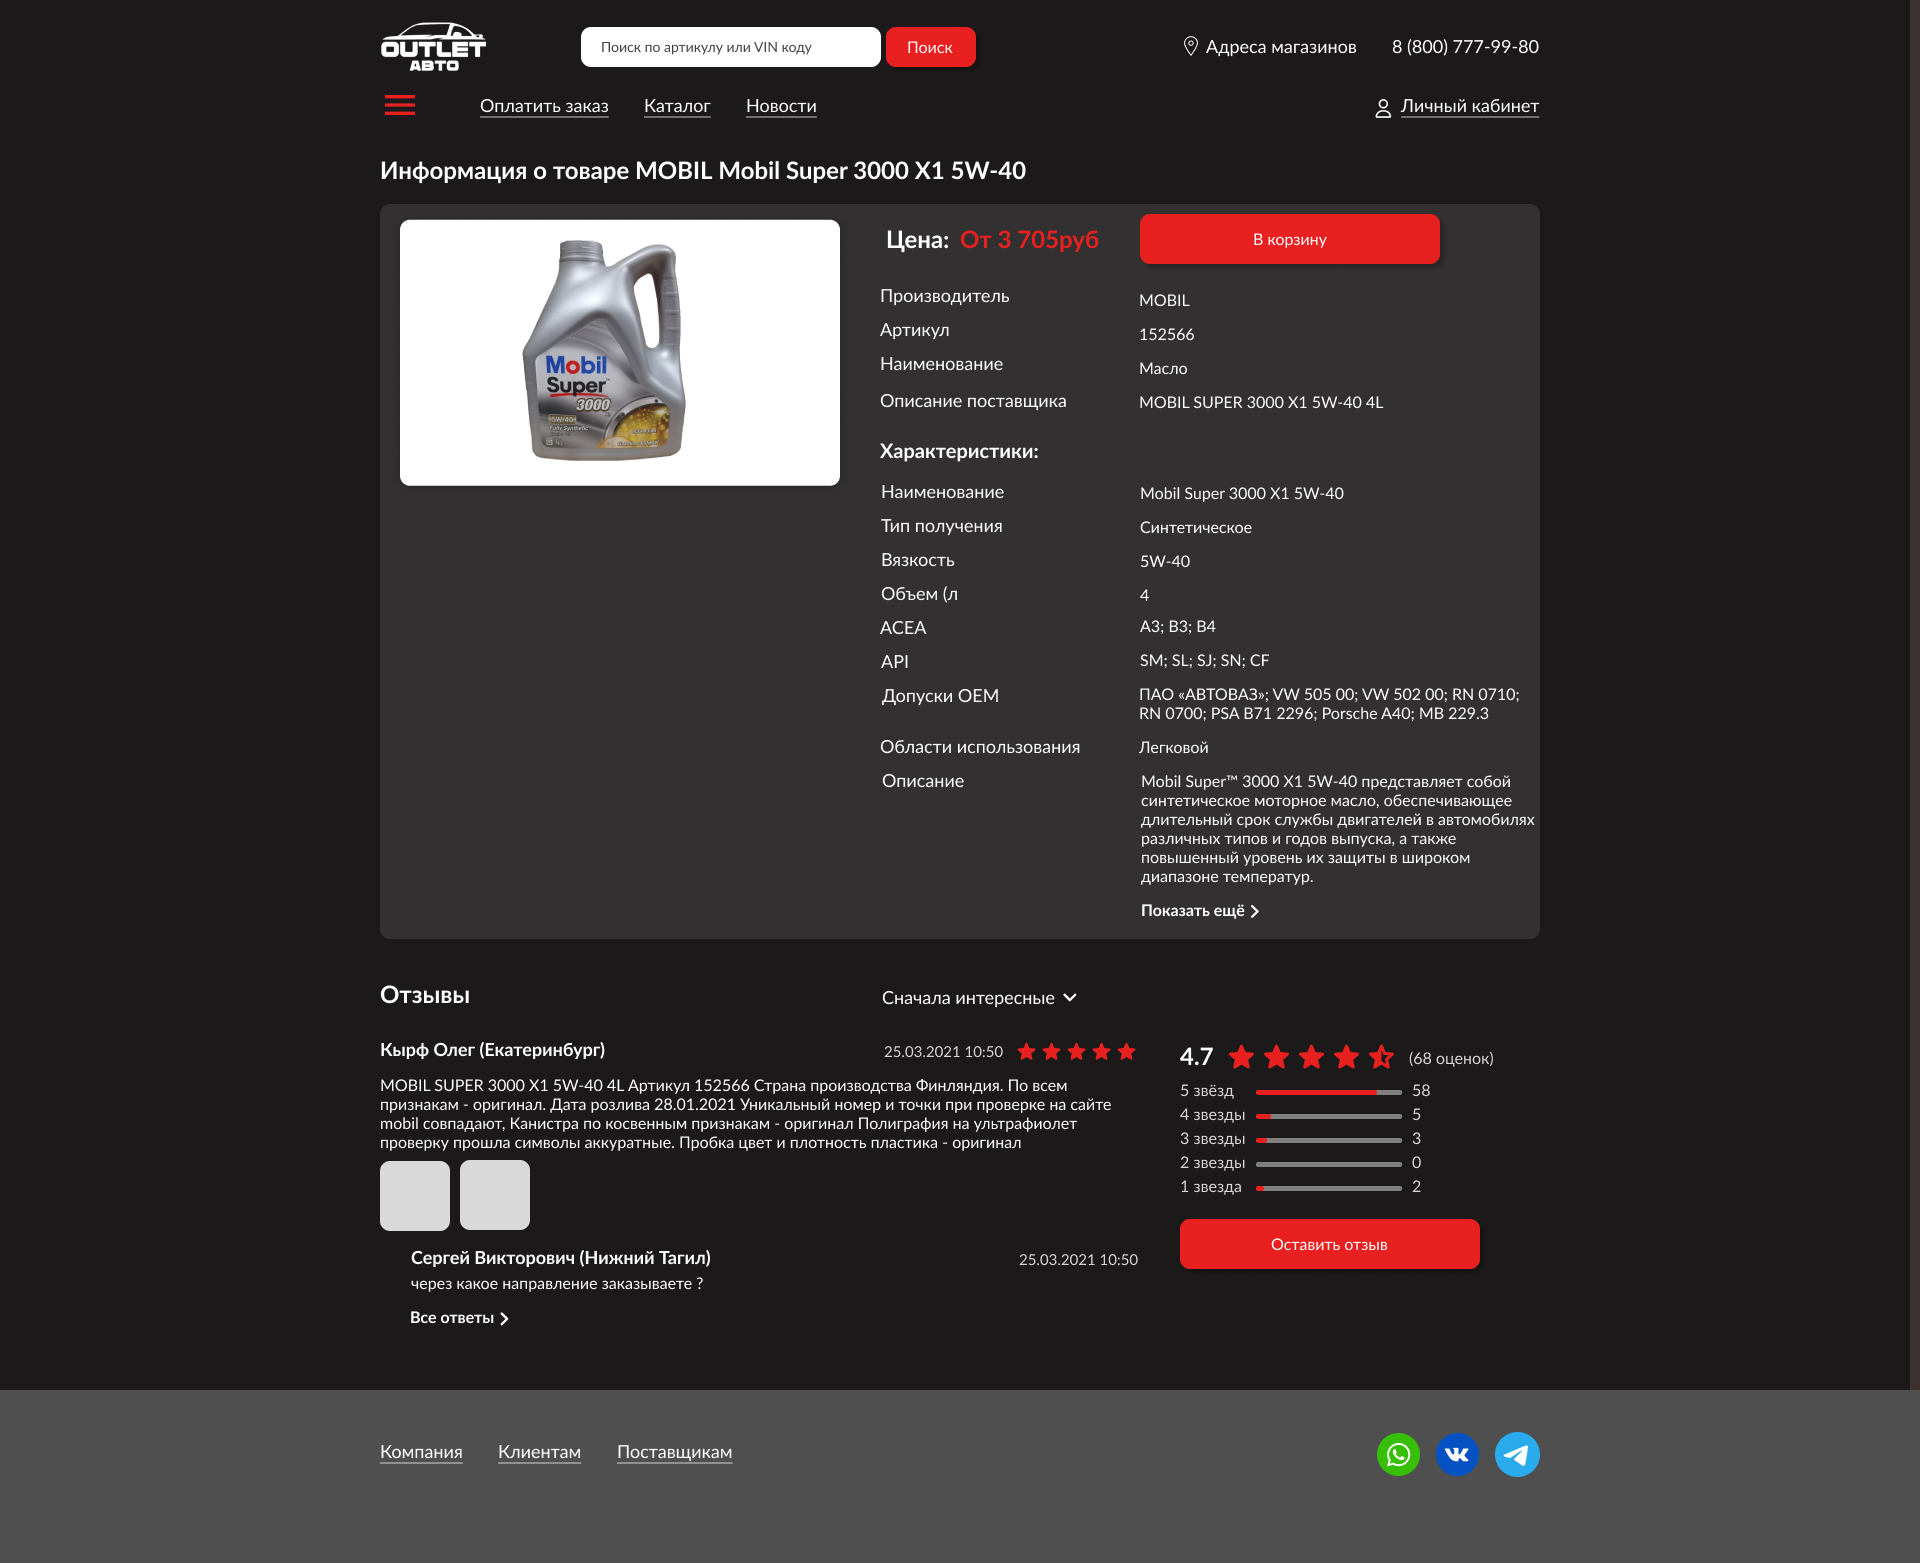 OUTLET
АВТО
Поиск по артикулу или VIN коду
Поиск
Адреса магазинов
8 (800) 777-99-80
Оплатить заказ
Каталог
Новости
Личный кабинет
Информация о товаре MOBIL Mobil Super 3000 X1 5W-40
Mobil
Super
3000
5W-40
Fully Synthetic
Цена: От 3 705руб
В корзину
Производитель
MOBIL
Артикул
152566
Наименование
Масло
Описание поставщика
MOBIL SUPER 3000 X1 5W-40 4L
Характеристики:
Наименование
Mobil Super 3000 X1 5W-40
Тип получения
Синтетическое
Вязкость
5W-40
Объем (л
4
ACEA
A3; B3; B4
API
SM; SL; SJ; SN; CF
Допуски OEM
ПАО «АВТОВАЗ»; VW 505 00; VW 502 00; RN 0710;
RN 0700; PSA B71 2296; Porsche A40; MB 229.3
Области использования
Легковой
Описание
Mobil Super™ 3000 X1 5W-40 представляет собой
синтетическое моторное масло, обеспечивающее
длительный срок службы двигателей в автомобилях
различных типов и годов выпуска, а также
повышенный уровень их защиты в широком
диапазоне температур.
Показать ещё
Отзывы
Сначала интересные
Кырф Олег (Екатеринбург)
25.03.2021 10:50
MOBIL SUPER 3000 X1 5W-40 4L Артикул 152566 Страна производства Финляндия. По всем
признакам - оригинал. Дата розлива 28.01.2021 Уникальный номер и точки при проверке на сайте
mobil совпадают, Канистра по косвенным признакам - оригинал Полиграфия на ультрафиолет
проверку прошла символы аккуратные. Пробка цвет и плотность пластика - оригинал
Сергей Викторович (Нижний Тагил)
25.03.2021 10:50
через какое направление заказываете ?
Все ответы
4.7
(68 оценок)
5 звёзд 58
4 звезды 5
3 звезды 3
2 звезды 0
1 звезда 2
Оставить отзыв
Компания
Клиентам
Поставщикам